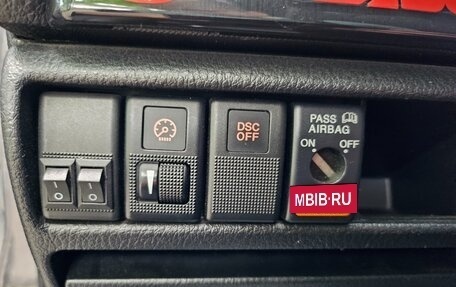 DSC
OFF
PASS
AIRBAG
ON OFF
MBIB·RU